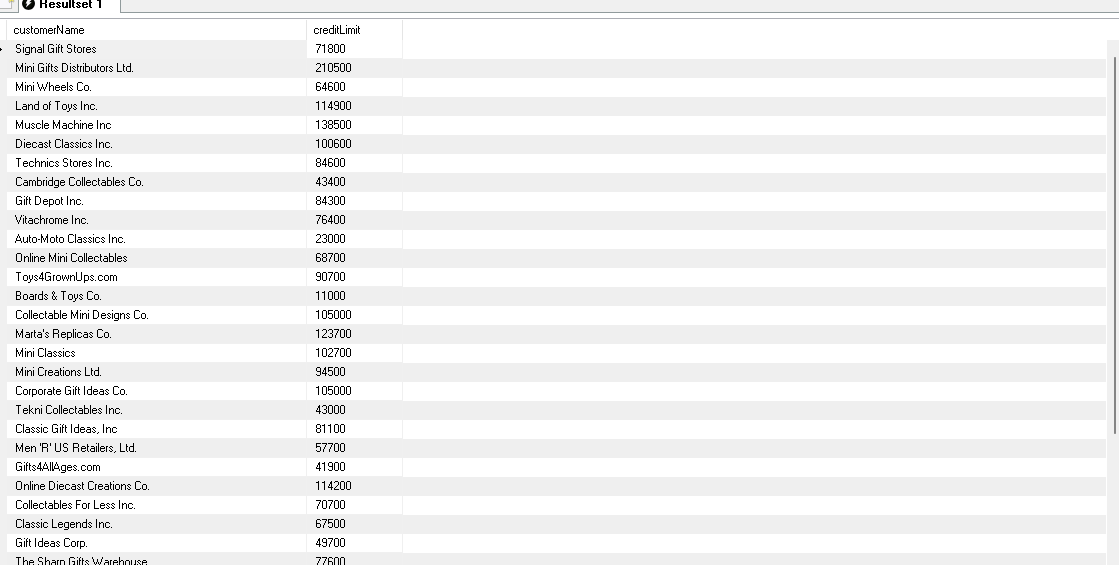 Resultset 1
customerName creditLimit
Signal Gift Stores 71800
Mini Gifts Distributors Ltd. 210500
Mini Wheels Co. 64600
Land of Toys Inc. 114900
Muscle Machine Inc 138500
Diecast Classics Inc. 100600
Technics Stores Inc. 84600
Cambridge Collectables Co. 43400
Gift Depot Inc. 84300
Vitachrome Inc. 76400
Auto-Moto Classics Inc. 23000
Online Mini Collectables 68700
Toys4GrownUps.com 90700
Boards & Toys Co. 11000
Collectable Mini Designs Co. 105000
Marta's Replicas Co. 123700
Mini Classics 102700
Mini Creations Ltd. 94500
Corporate Gift Ideas Co. 105000
Tekni Collectables Inc. 43000
Classic Gift Ideas, Inc 81100
Men 'R' US Retailers, Ltd. 57700
Gifts4AllAges.com 41900
Online Diecast Creations Co. 114200
Collectables For Less Inc. 70700
Classic Legends Inc. 67500
Gift Ideas Corp. 49700
The Sharp Gifts Warehouse 77600